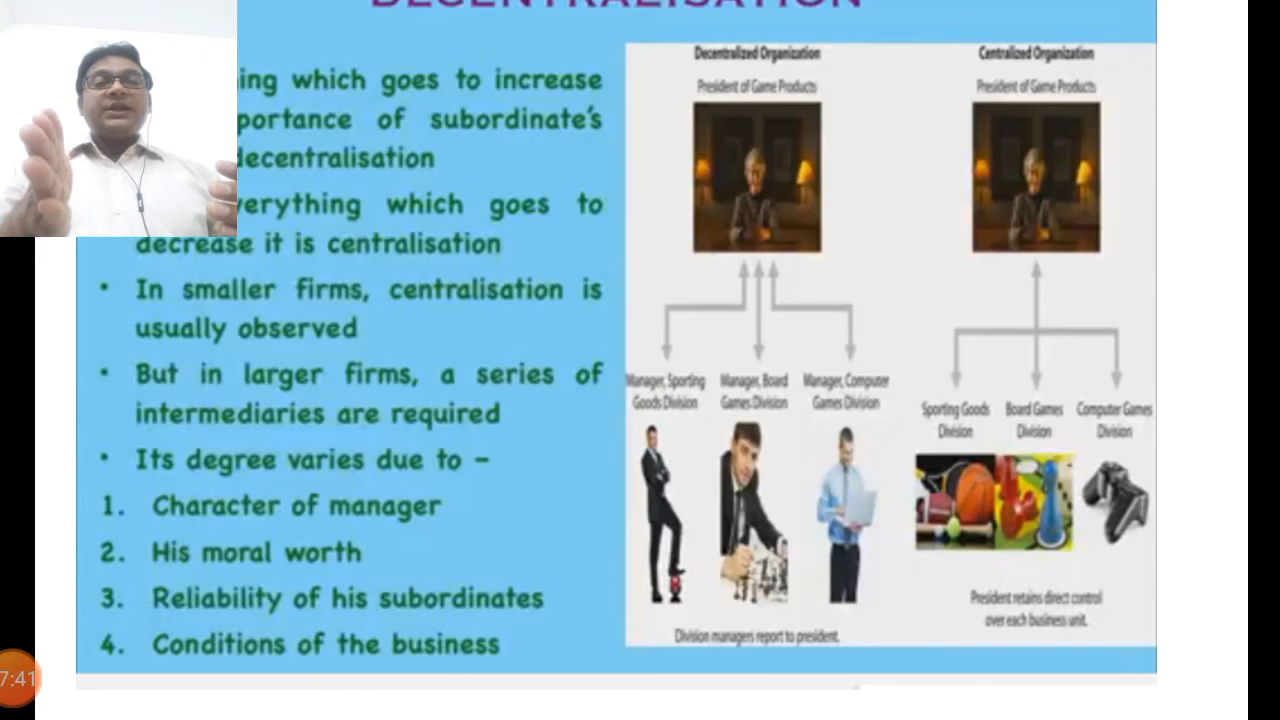 DECENTRALISATION
ing which goes to increase
portance of subordinate's
decentralisation
verything which goes to
decrease it is centralisation
• In smaller firms, centralisation is
usually observed
• But in larger firms, a series of
intermediaries are required
• Its degree varies due to –
1. Character of manager
2. His moral worth
3. Reliability of his subordinates
4. Conditions of the business
Decentralized Organization
President of Game Products
Manager, Sporting
Goods Division
Manager, Board
Games Division
Manager, Computer
Games Division
Division managers report to president.
Centralized Organization
President of Game Products
Sporting Goods
Division
Board Games
Division
Computer Games
Division
President retains direct control
over each business unit.
7:41